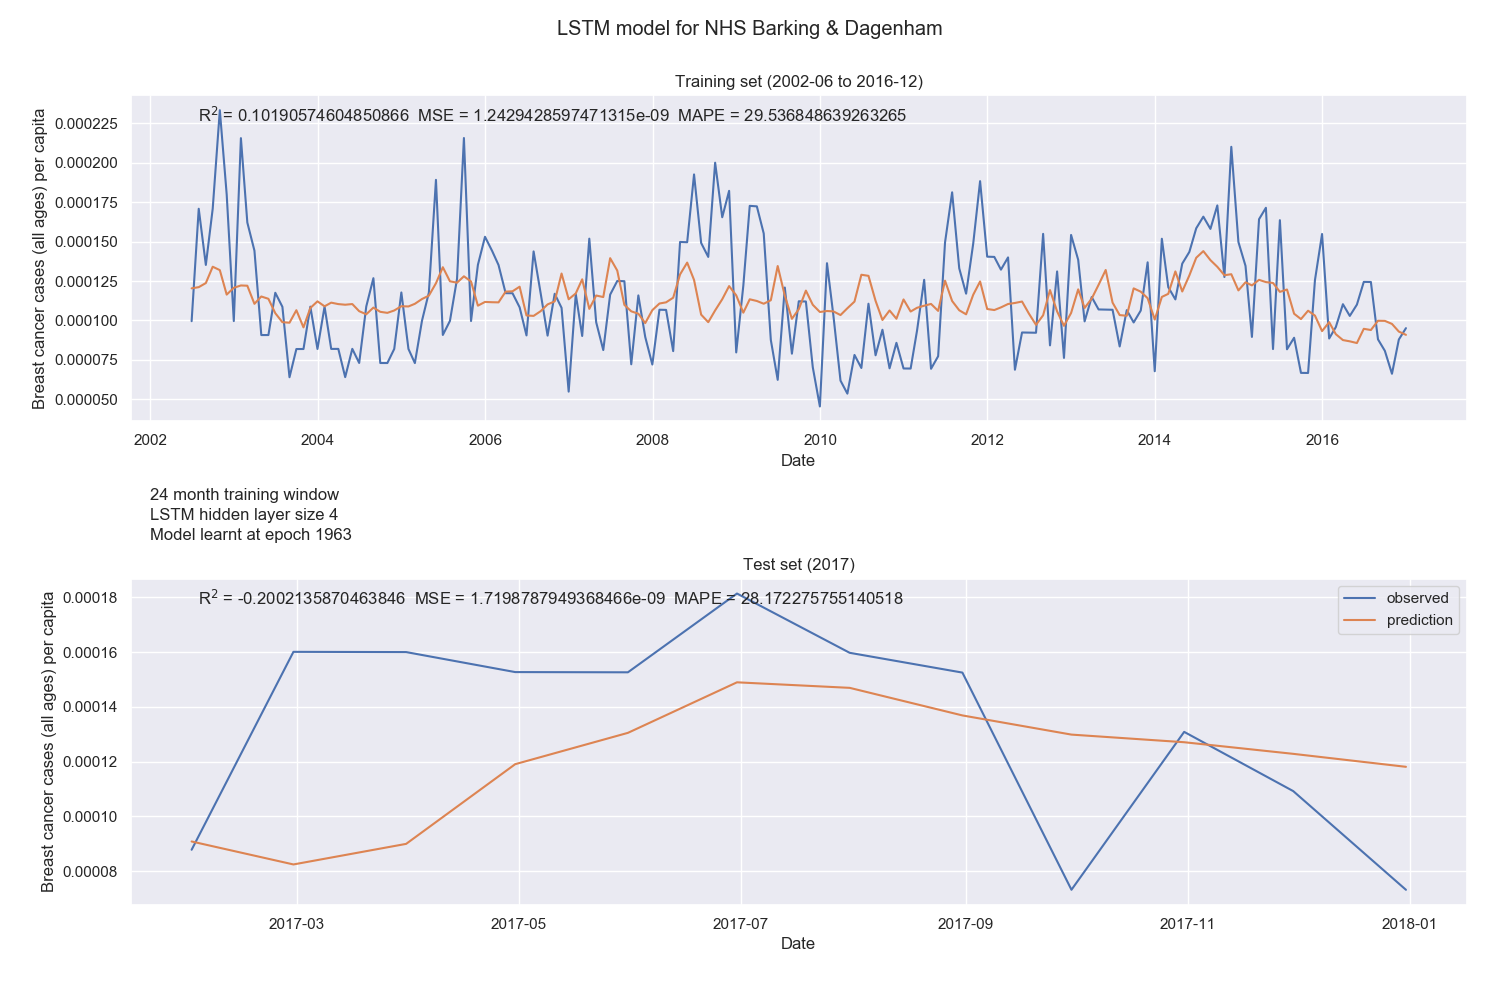 LSTM model for NHS Barking & Dagenham
Training set (2002-06 to 2016-12)
R² = 0.10190574604850866 MSE = 1.2429428597471315e-09 MAPE = 29.536848639263265
Breast cancer cases (all ages) per capita
0.000225
0.000200
0.000175
0.000150
0.000125
0.000100
0.000075
0.000050
2002 2004 2006 2008 2010 2012 2014 2016
Date
24 month training window
LSTM hidden layer size 4
Model learnt at epoch 1963
Test set (2017)
R² = -0.2002135870463846 MSE = 1.7198787949368466e-09 MAPE = 28.172275755140518
observed
prediction
Breast cancer cases (all ages) per capita
0.00018
0.00016
0.00014
0.00012
0.00010
0.00008
2017-03 2017-05 2017-07 2017-09 2017-11 2018-01
Date